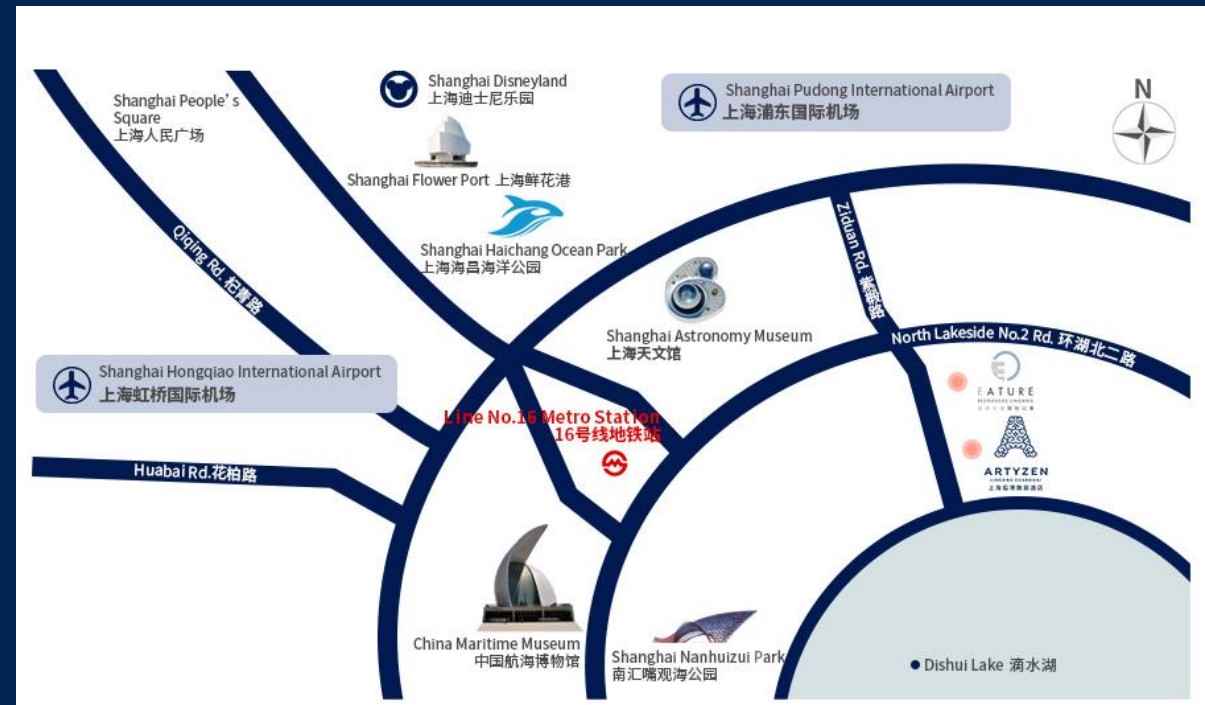 Shanghai Disneyland
上海迪士尼乐园
Shanghai Pudong International Airport
上海浦东国际机场
N
Shanghai People's
Square
上海人民广场
Shanghai Flower Port 上海鲜花港
Shanghai Haichang Ocean Park
上海海昌海洋公园
Qiqing Rd. 杞青路
Ziduan Rd. 紫椴路
Shanghai Astronomy Museum
上海天文馆
North Lakeside No.2 Rd. 环湖北二路
Shanghai Hongqiao International Airport
上海虹桥国际机场
EATURE
Line No.16 Metro Station
16号线地铁站
Huabai Rd.花柏路
ARTYZEN
LINGANG SHANGHAI
China Maritime Museum
中国航海博物馆
Shanghai Nanhuizui Park
南汇嘴观海公园
Dishui Lake 滴水湖